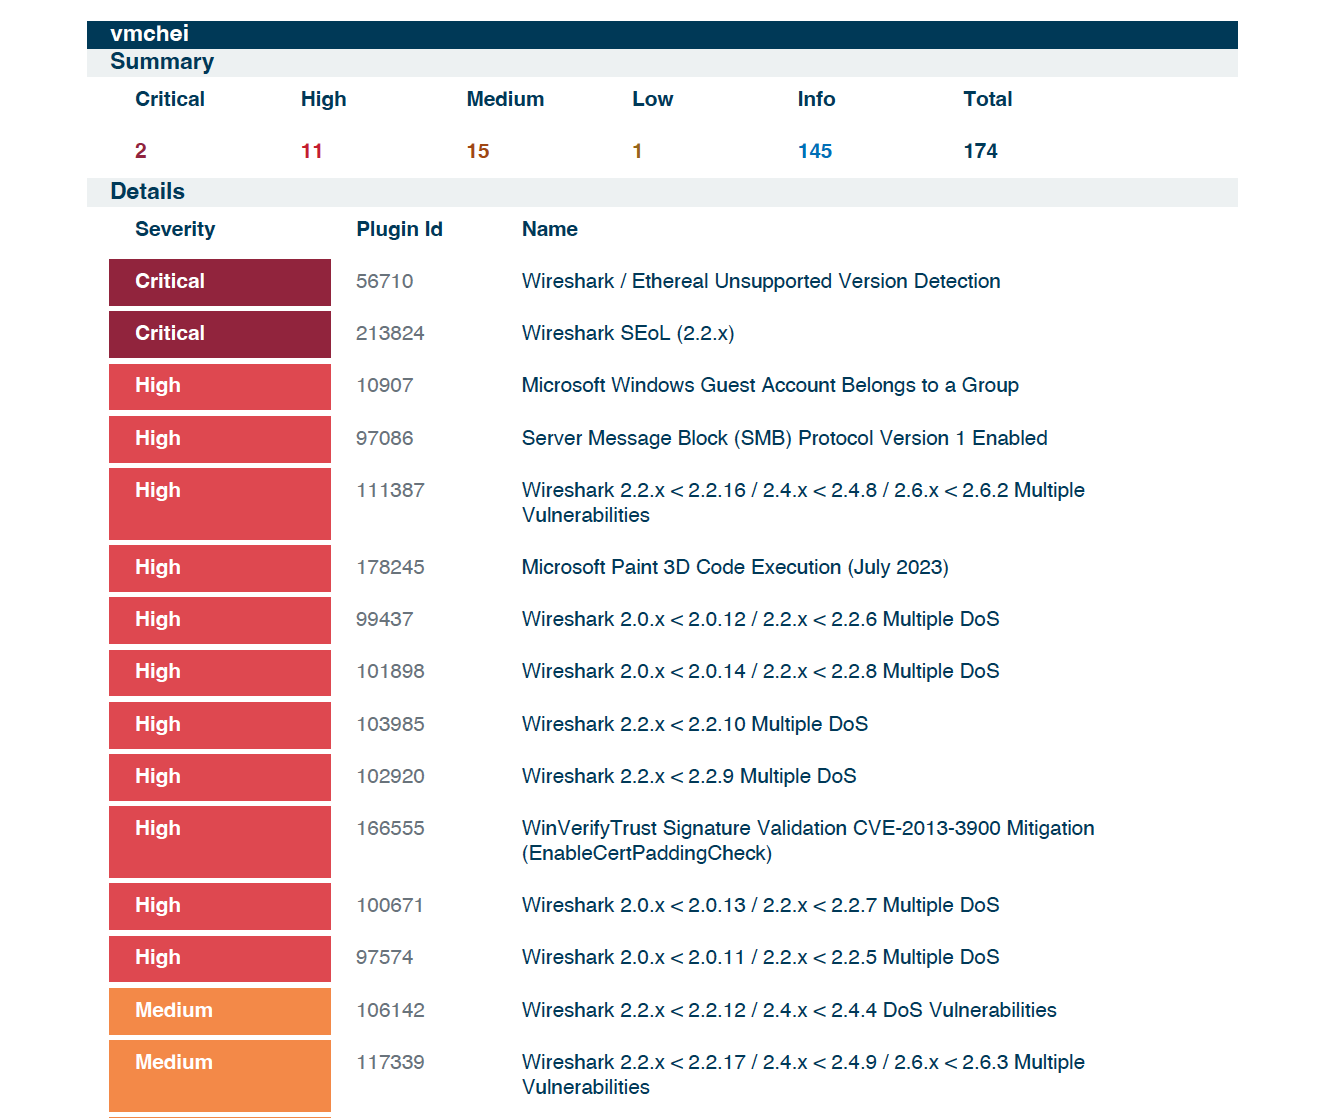 vmchei
Summary
Critical High Medium Low Info Total
2 11 15 1 145 174
Details
Severity Plugin Id Name
Critical 56710 Wireshark / Ethereal Unsupported Version Detection
Critical 213824 Wireshark SEoL (2.2.x)
High 10907 Microsoft Windows Guest Account Belongs to a Group
High 97086 Server Message Block (SMB) Protocol Version 1 Enabled
High 111387 Wireshark 2.2.x < 2.2.16 / 2.4.x < 2.4.8 / 2.6.x < 2.6.2 Multiple
Vulnerabilities
High 178245 Microsoft Paint 3D Code Execution (July 2023)
High 99437 Wireshark 2.0.x < 2.0.12 / 2.2.x < 2.2.6 Multiple DoS
High 101898 Wireshark 2.0.x < 2.0.14 / 2.2.x < 2.2.8 Multiple DoS
High 103985 Wireshark 2.2.x < 2.2.10 Multiple DoS
High 102920 Wireshark 2.2.x < 2.2.9 Multiple DoS
High 166555 WinVerifyTrust Signature Validation CVE-2013-3900 Mitigation
(EnableCertPaddingCheck)
High 100671 Wireshark 2.0.x < 2.0.13 / 2.2.x < 2.2.7 Multiple DoS
High 97574 Wireshark 2.0.x < 2.0.11 / 2.2.x < 2.2.5 Multiple DoS
Medium 106142 Wireshark 2.2.x < 2.2.12 / 2.4.x < 2.4.4 DoS Vulnerabilities
Medium 117339 Wireshark 2.2.x < 2.2.17 / 2.4.x < 2.4.9 / 2.6.x < 2.6.3 Multiple
Vulnerabilities